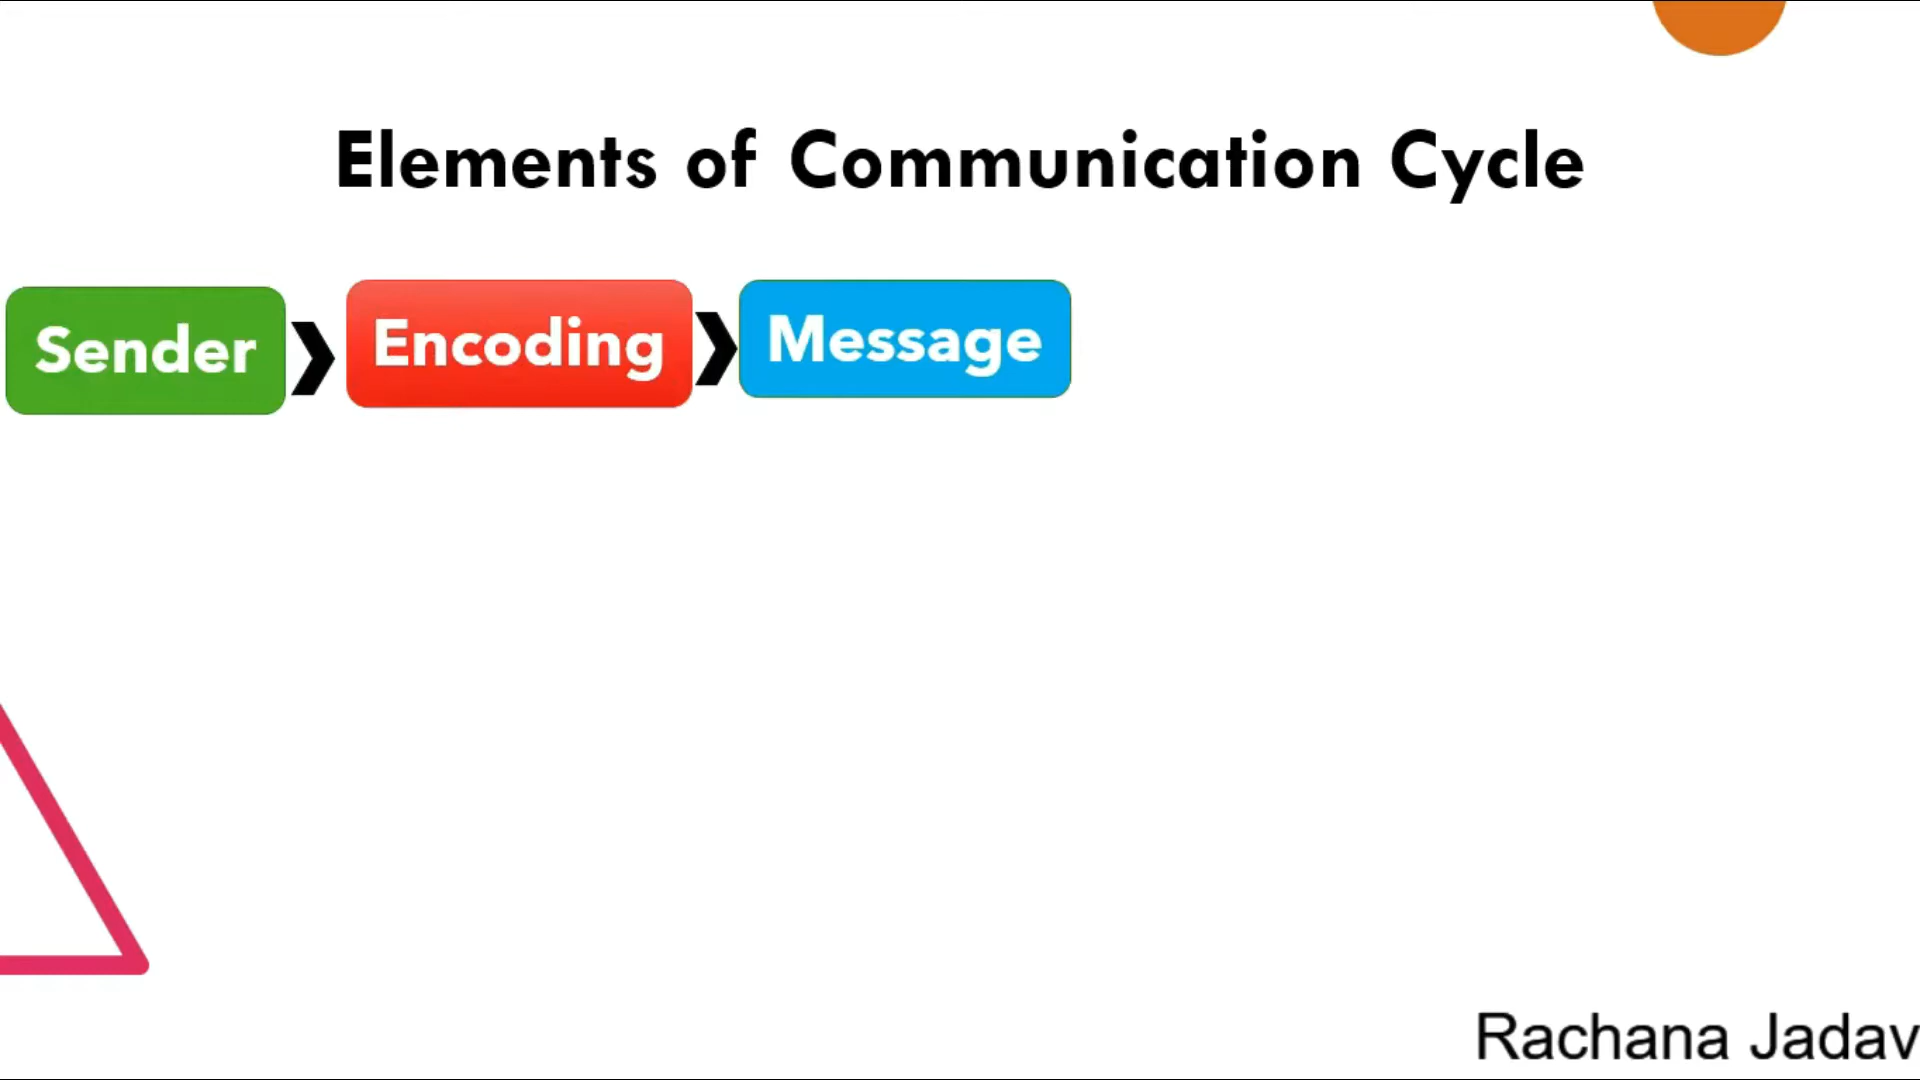 Elements of Communication Cycle
Sender Encoding Message
Rachana Jadav